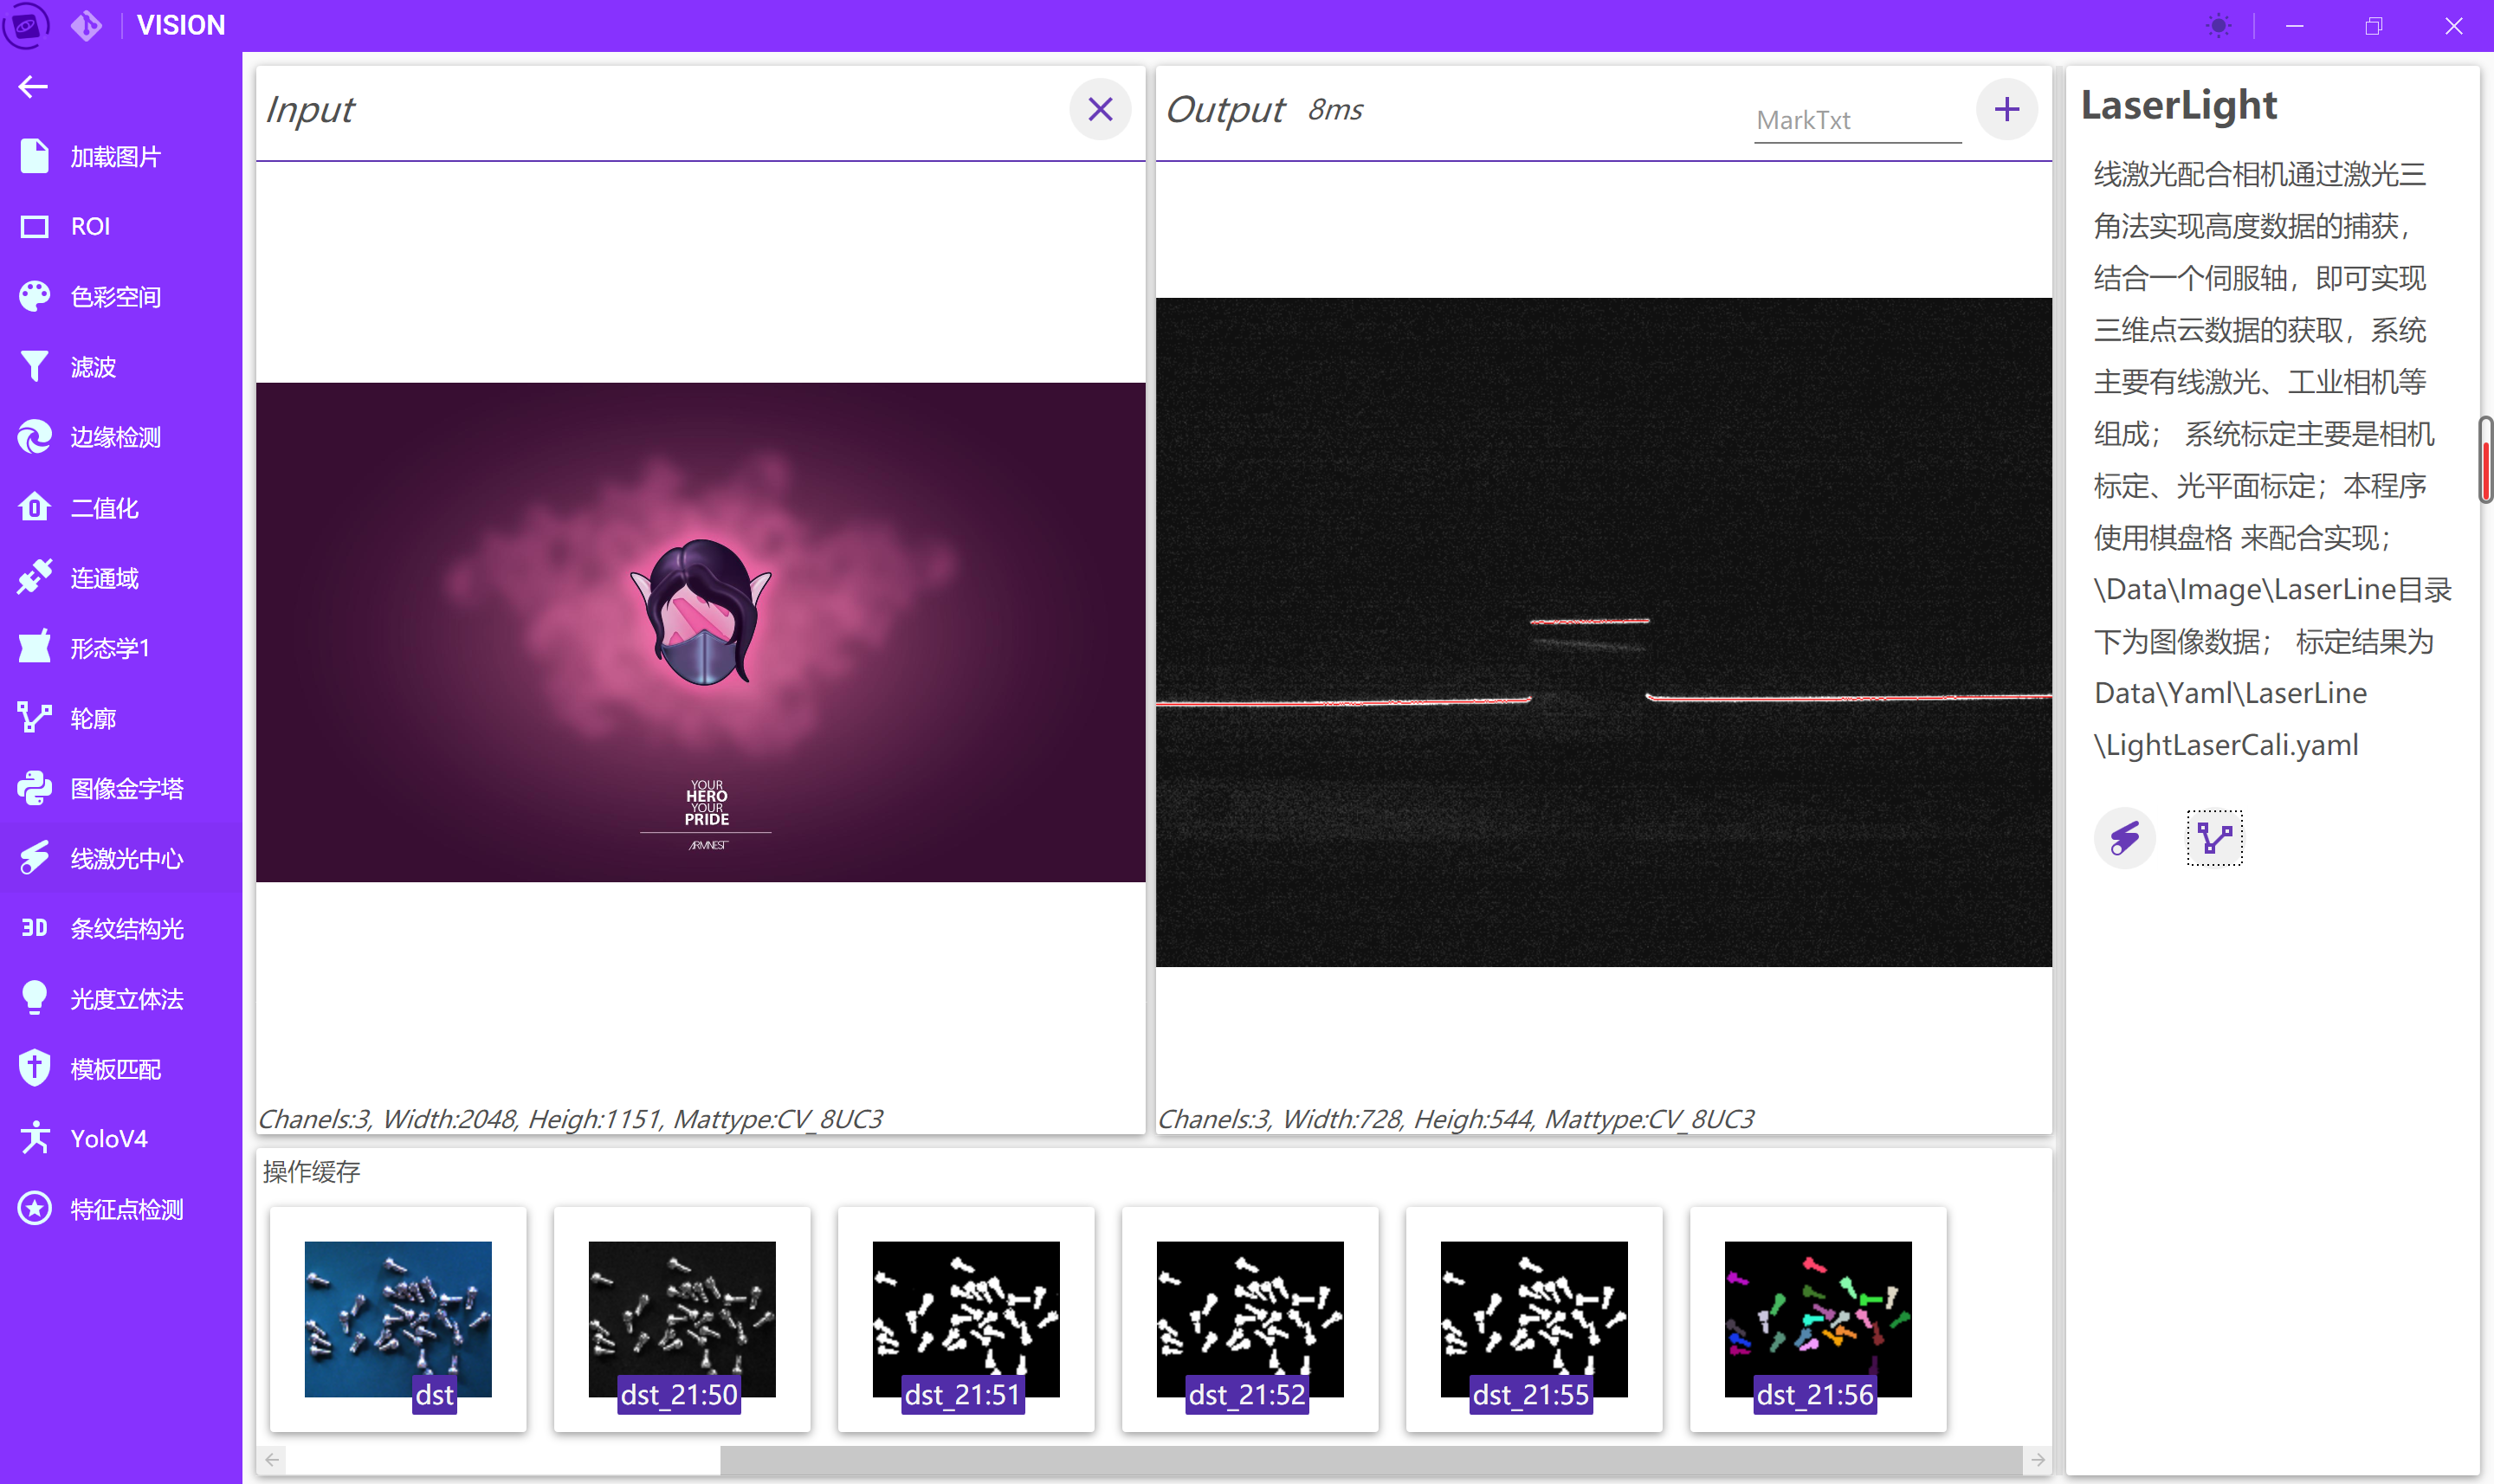 VISION
加载图片
ROI
色彩空间
滤波
边缘检测
二值化
连通域
形态学1
轮廓
图像金字塔
线激光中心
3D 条纹结构光
光度立体法
模板匹配
YoloV4
特征点检测
Input
YOUR
HERO
YOUR
PRIDE
ARMNEST
Chanels:3, Width:2048, Heigh:1151, Mattype:CV_8UC3
Output 8ms
MarkTxt
Chanels:3, Width:728, Heigh:544, Mattype:CV_8UC3
操作缓存
dst
dst_21:50
dst_21:51
dst_21:52
dst_21:55
dst_21:56
LaserLight
线激光配合相机通过激光三
角法实现高度数据的捕获，
结合一个伺服轴，即可实现
三维点云数据的获取，系统
主要有线激光、工业相机等
组成； 系统标定主要是相机
标定、光平面标定；本程序
使用棋盘格 来配合实现；
\Data\Image\LaserLine目录
下为图像数据； 标定结果为
Data\Yaml\LaserLine
\LightLaserCali.yaml